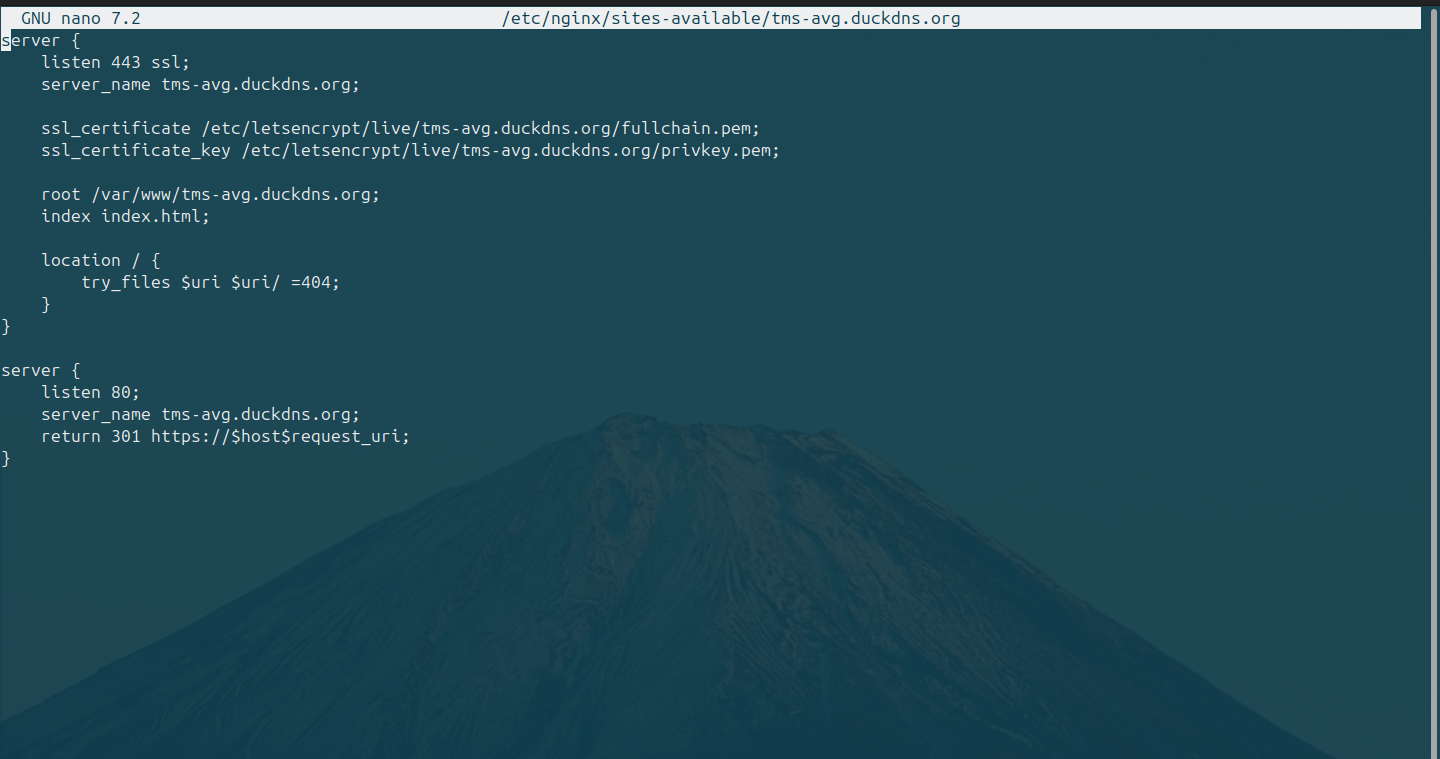 GNU nano 7.2 /etc/nginx/sites-available/tms-avg.duckdns.org
server {
    listen 443 ssl;
    server_name tms-avg.duckdns.org;

    ssl_certificate /etc/letsencrypt/live/tms-avg.duckdns.org/fullchain.pem;
    ssl_certificate_key /etc/letsencrypt/live/tms-avg.duckdns.org/privkey.pem;

    root /var/www/tms-avg.duckdns.org;
    index index.html;

    location / {
        try_files $uri $uri/ =404;
    }
}

server {
    listen 80;
    server_name tms-avg.duckdns.org;
    return 301 https://$host$request_uri;
}